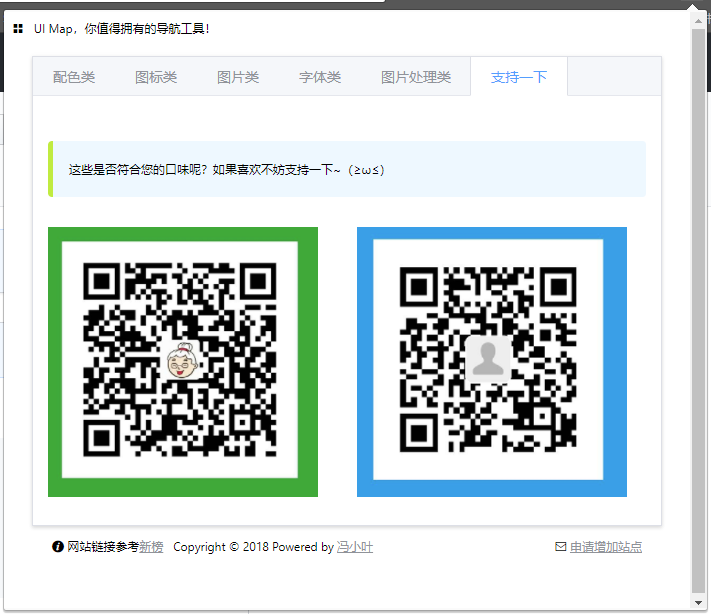 UI Map，你值得拥有的导航工具！
配色类 图标类 图片类 字体类 图片处理类 支持一下
这些是否符合您的口味呢？如果喜欢不妨支持一下~（≥ω≤）
网站链接参考新榜 Copyright © 2018 Powered by 冯小叶 申请增加站点